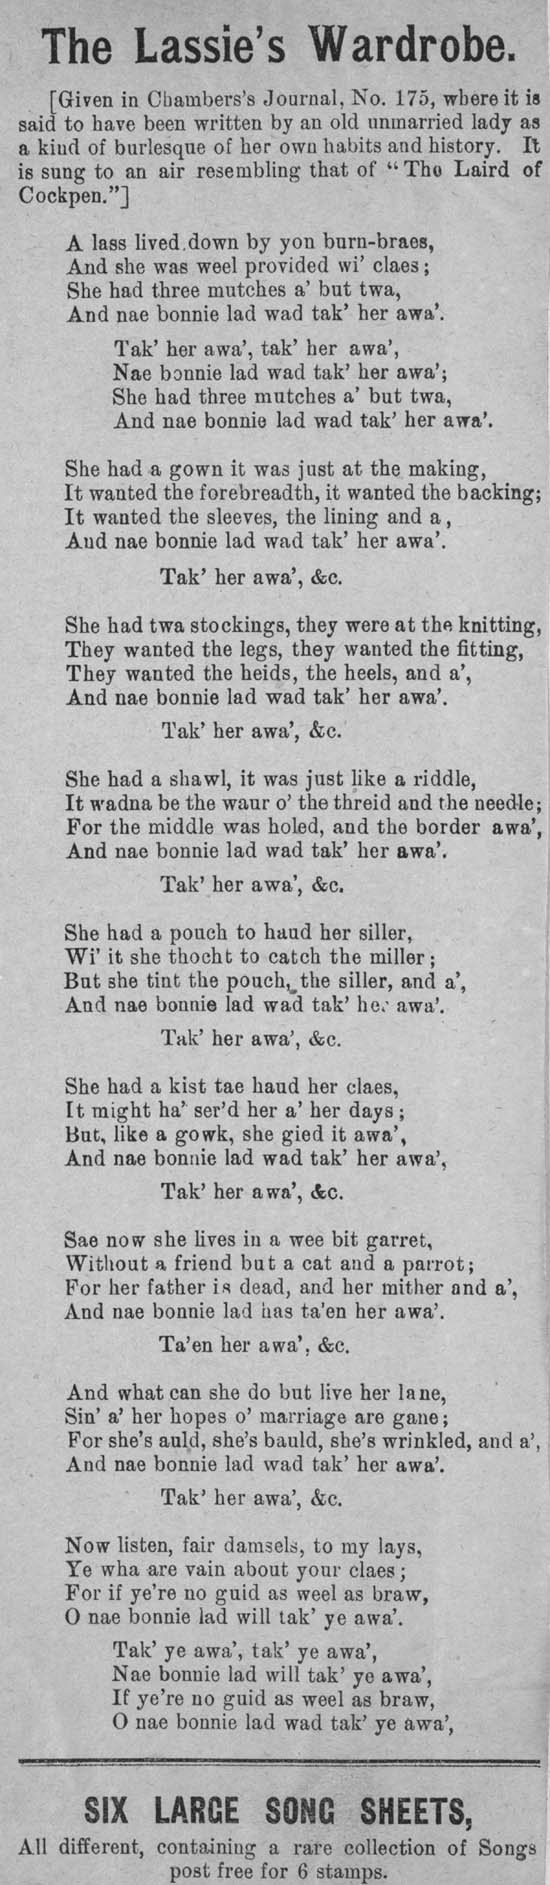 The Lassie's Wardrobe.
[Given in Chambers's Journal, No. 175, where it is
said to have been written by an old unmarried lady as
a kind of burlesque of her own habits and history. It
is sung to an air resembling that of "The Laird of
Cockpen."]
A lass lived down by yon burn-braes,
And she was weel provided wi' claes;
She had three mutches a' but twa,
And nae bonnie lad wad tak' her awa'.
Tak' her awa', tak' her awa',
Nae bonnie lad wad tak' her awa';
She had three mutches a' but twa,
And nae bonnie lad wad tak' her awa'.
She had a gown it was just at the making,
It wanted the forebreadth, it wanted the backing;
It wanted the sleeves, the lining and a,
And nae bonnie lad wad tak' her awa'.
Tak' her awa', &c.
She had twa stockings, they were at the knitting,
They wanted the legs, they wanted the fitting,
They wanted the heids, the heels, and a',
And nae bonnie lad wad tak' her awa'.
Tak' her awa', &c.
She had a shawl, it was just like a riddle,
It wadna be the waur o' the threid and the needle;
For the middle was holed, and the border awa',
And nae bonnie lad wad tak' her awa'.
Tak' her awa', &c.
She had a pouch to haud her siller,
Wi' it she thocht to catch the miller;
But she tint the pouch, the siller, and a',
And nae bonnie lad wad tak' her awa'.
Tak' her awa', &c.
She had a kist tae haud her claes,
It might ha' ser'd her a' her days;
But, like a gowk, she gied it awa',
And nae bonnie lad wad tak' her awa',
Tak' her awa', &c.
Sae now she lives in a wee bit garret,
Without a friend but a cat and a parrot;
For her father is dead, and her mither and a',
And nae bonnie lad has ta'en her awa'.
Ta'en her awa', &c.
And what can she do but live her lane,
Sin' a' her hopes o' marriage are gane;
For she's auld, she's bauld, she's wrinkled, and a',
And nae bonnie lad wad tak' her awa'.
Tak' her awa', &c.
Now listen, fair damsels, to my lays,
Ye wha are vain about your claes;
For if ye're no guid as weel as braw,
O nae bonnie lad will tak' ye awa'.
Tak' ye awa', tak' ye awa',
Nae bonnie lad will tak' ye awa',
If ye're no guid as weel as braw,
O nae bonnie lad wad tak' ye awa',
SIX LARGE SONG SHEETS,
All different, containing a rare collection of Songs
post free for 6 stamps.